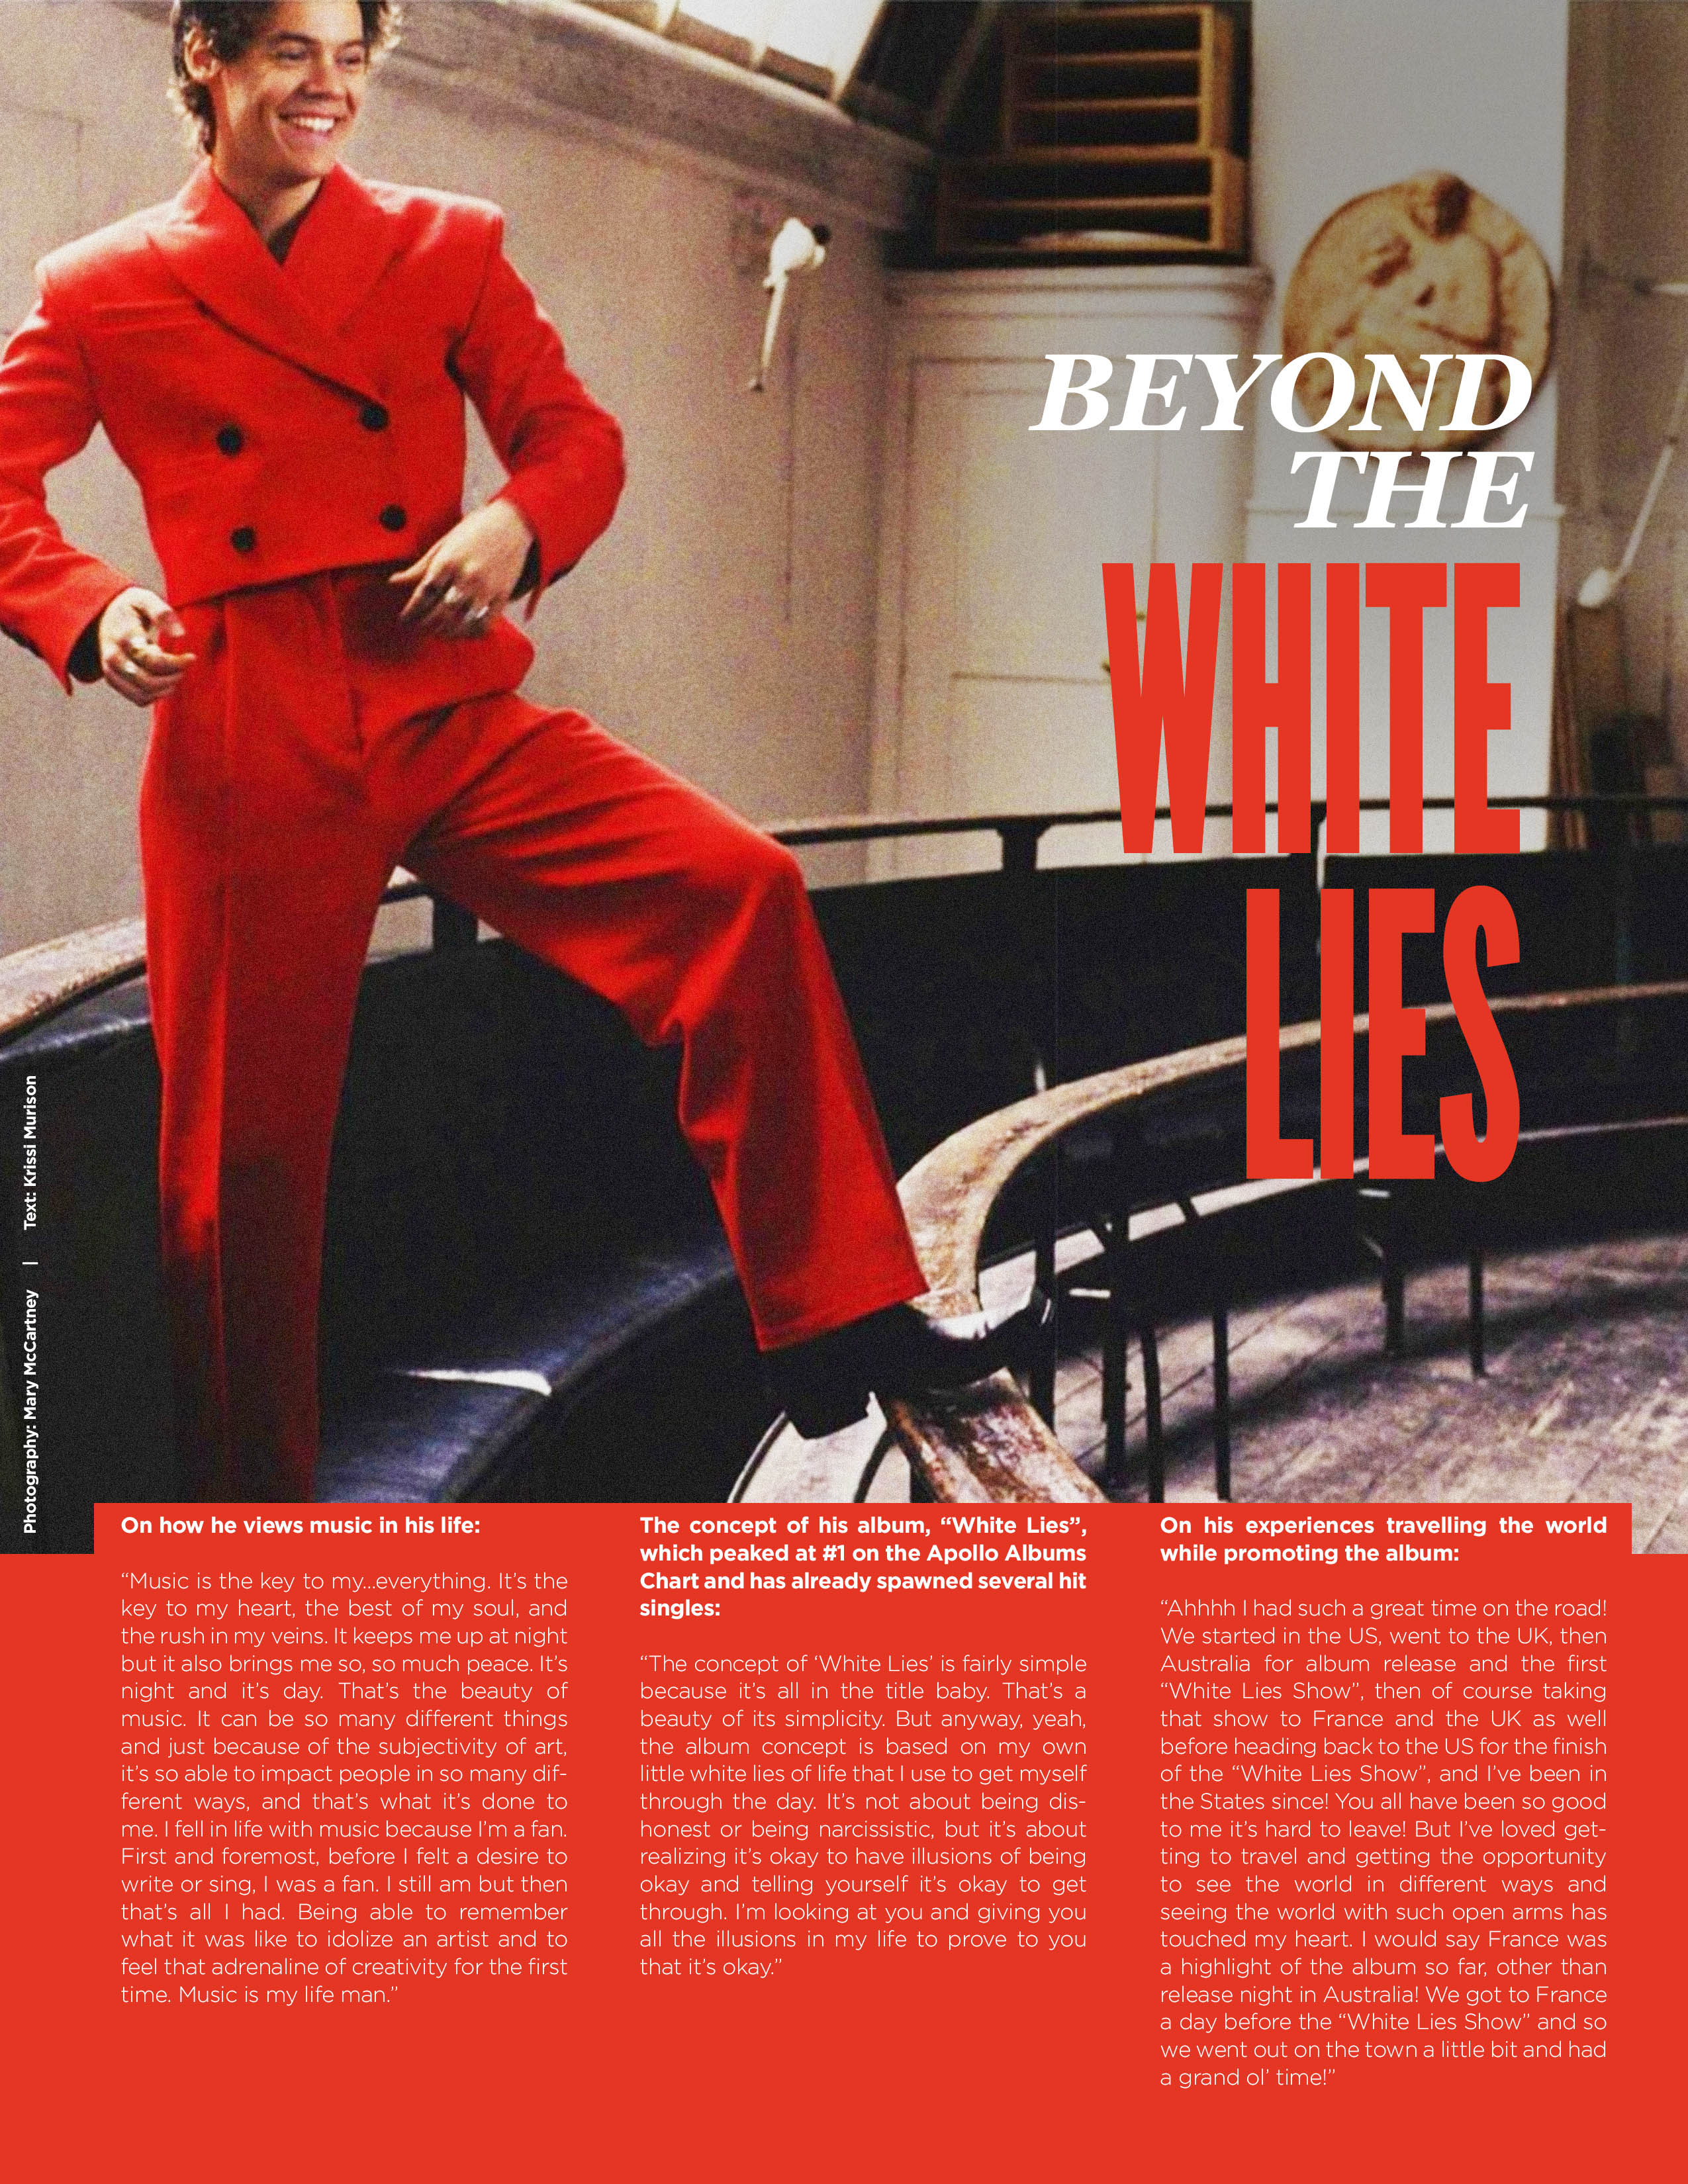 BEYOND
THE
WHITE
LIES
Photography: Mary McCartney | Text: Krissi Murison
On how he views music in his life:
“Music is the key to my...everything. It’s the
key to my heart, the best of my soul, and
the rush in my veins. It keeps me up at night
but it also brings me so, so much peace. It’s
night and it’s day. That’s the beauty of
music. It can be so many different things
and just because of the subjectivity of art,
it’s so able to impact people in so many dif-
ferent ways, and that’s what it’s done to
me. I fell in life with music because I’m a fan.
First and foremost, before I felt a desire to
write or sing, I was a fan. I still am but then
that’s all I had. Being able to remember
what it was like to idolize an artist and to
feel that adrenaline of creativity for the first
time. Music is my life man.”
The concept of his album, “White Lies”,
which peaked at #1 on the Apollo Albums
Chart and has already spawned several hit
singles:
“The concept of ‘White Lies’ is fairly simple
because it’s all in the title baby. That’s a
beauty of its simplicity. But anyway, yeah,
the album concept is based on my own
little white lies of life that I use to get myself
through the day. It’s not about being dis-
honest or being narcissistic, but it’s about
realizing it’s okay to have illusions of being
okay and telling yourself it’s okay to get
through. I’m looking at you and giving you
all the illusions in my life to prove to you
that it’s okay.”
On his experiences travelling the world
while promoting the album:
“Ahhhh I had such a great time on the road!
We started in the US, went to the UK, then
Australia for album release and the first
“White Lies Show”, then of course taking
that show to France and the UK as well
before heading back to the US for the finish
of the “White Lies Show”, and I’ve been in
the States since! You all have been so good
to me it’s hard to leave! But I’ve loved get-
ting to travel and getting the opportunity
to see the world in different ways and
seeing the world with such open arms has
touched my heart. I would say France was
a highlight of the album so far, other than
release night in Australia! We got to France
a day before the “White Lies Show” and so
we went out on the town a little bit and had
a grand ol’ time!”